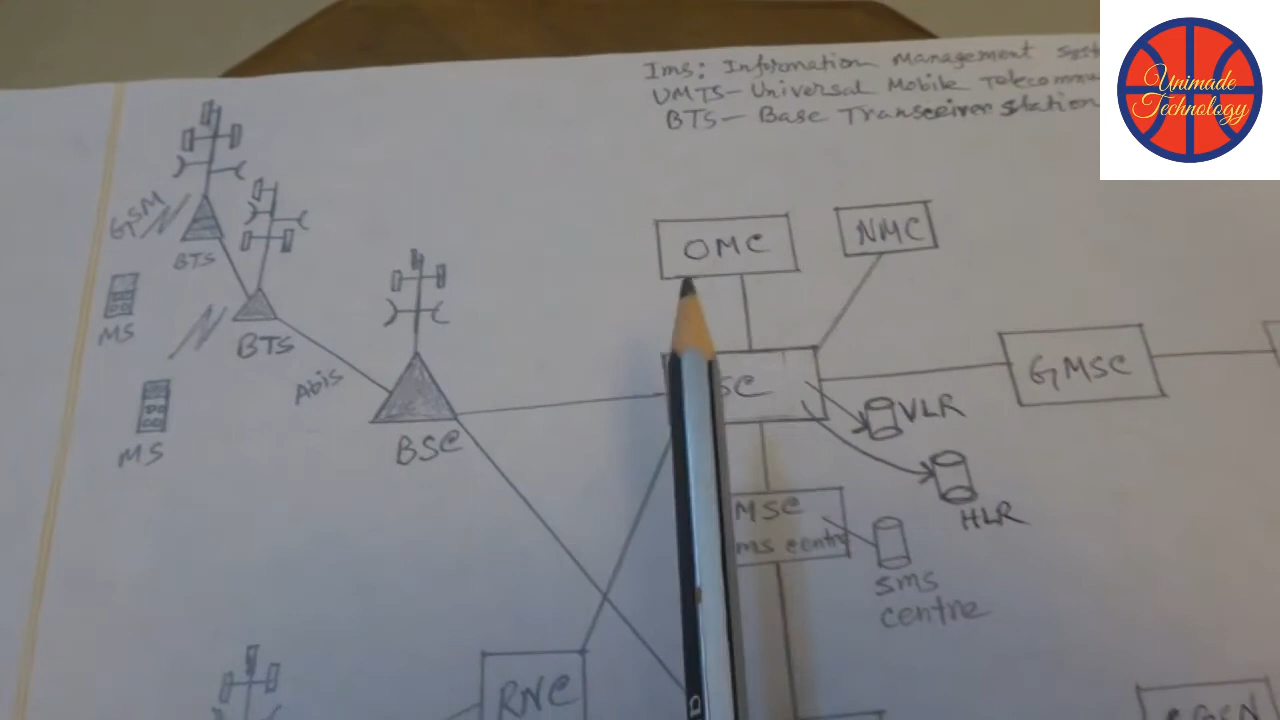 Ims: Information Management
UMTS - Universal Mobile
BTS - Base Transceiver Station
Unimade
Technology
GSM
BTS
MS
BTS
Abis
MS
BSC
OMC
NMC
GMSC
VLR
HLR
MSC
centre
sms
centre
RNC